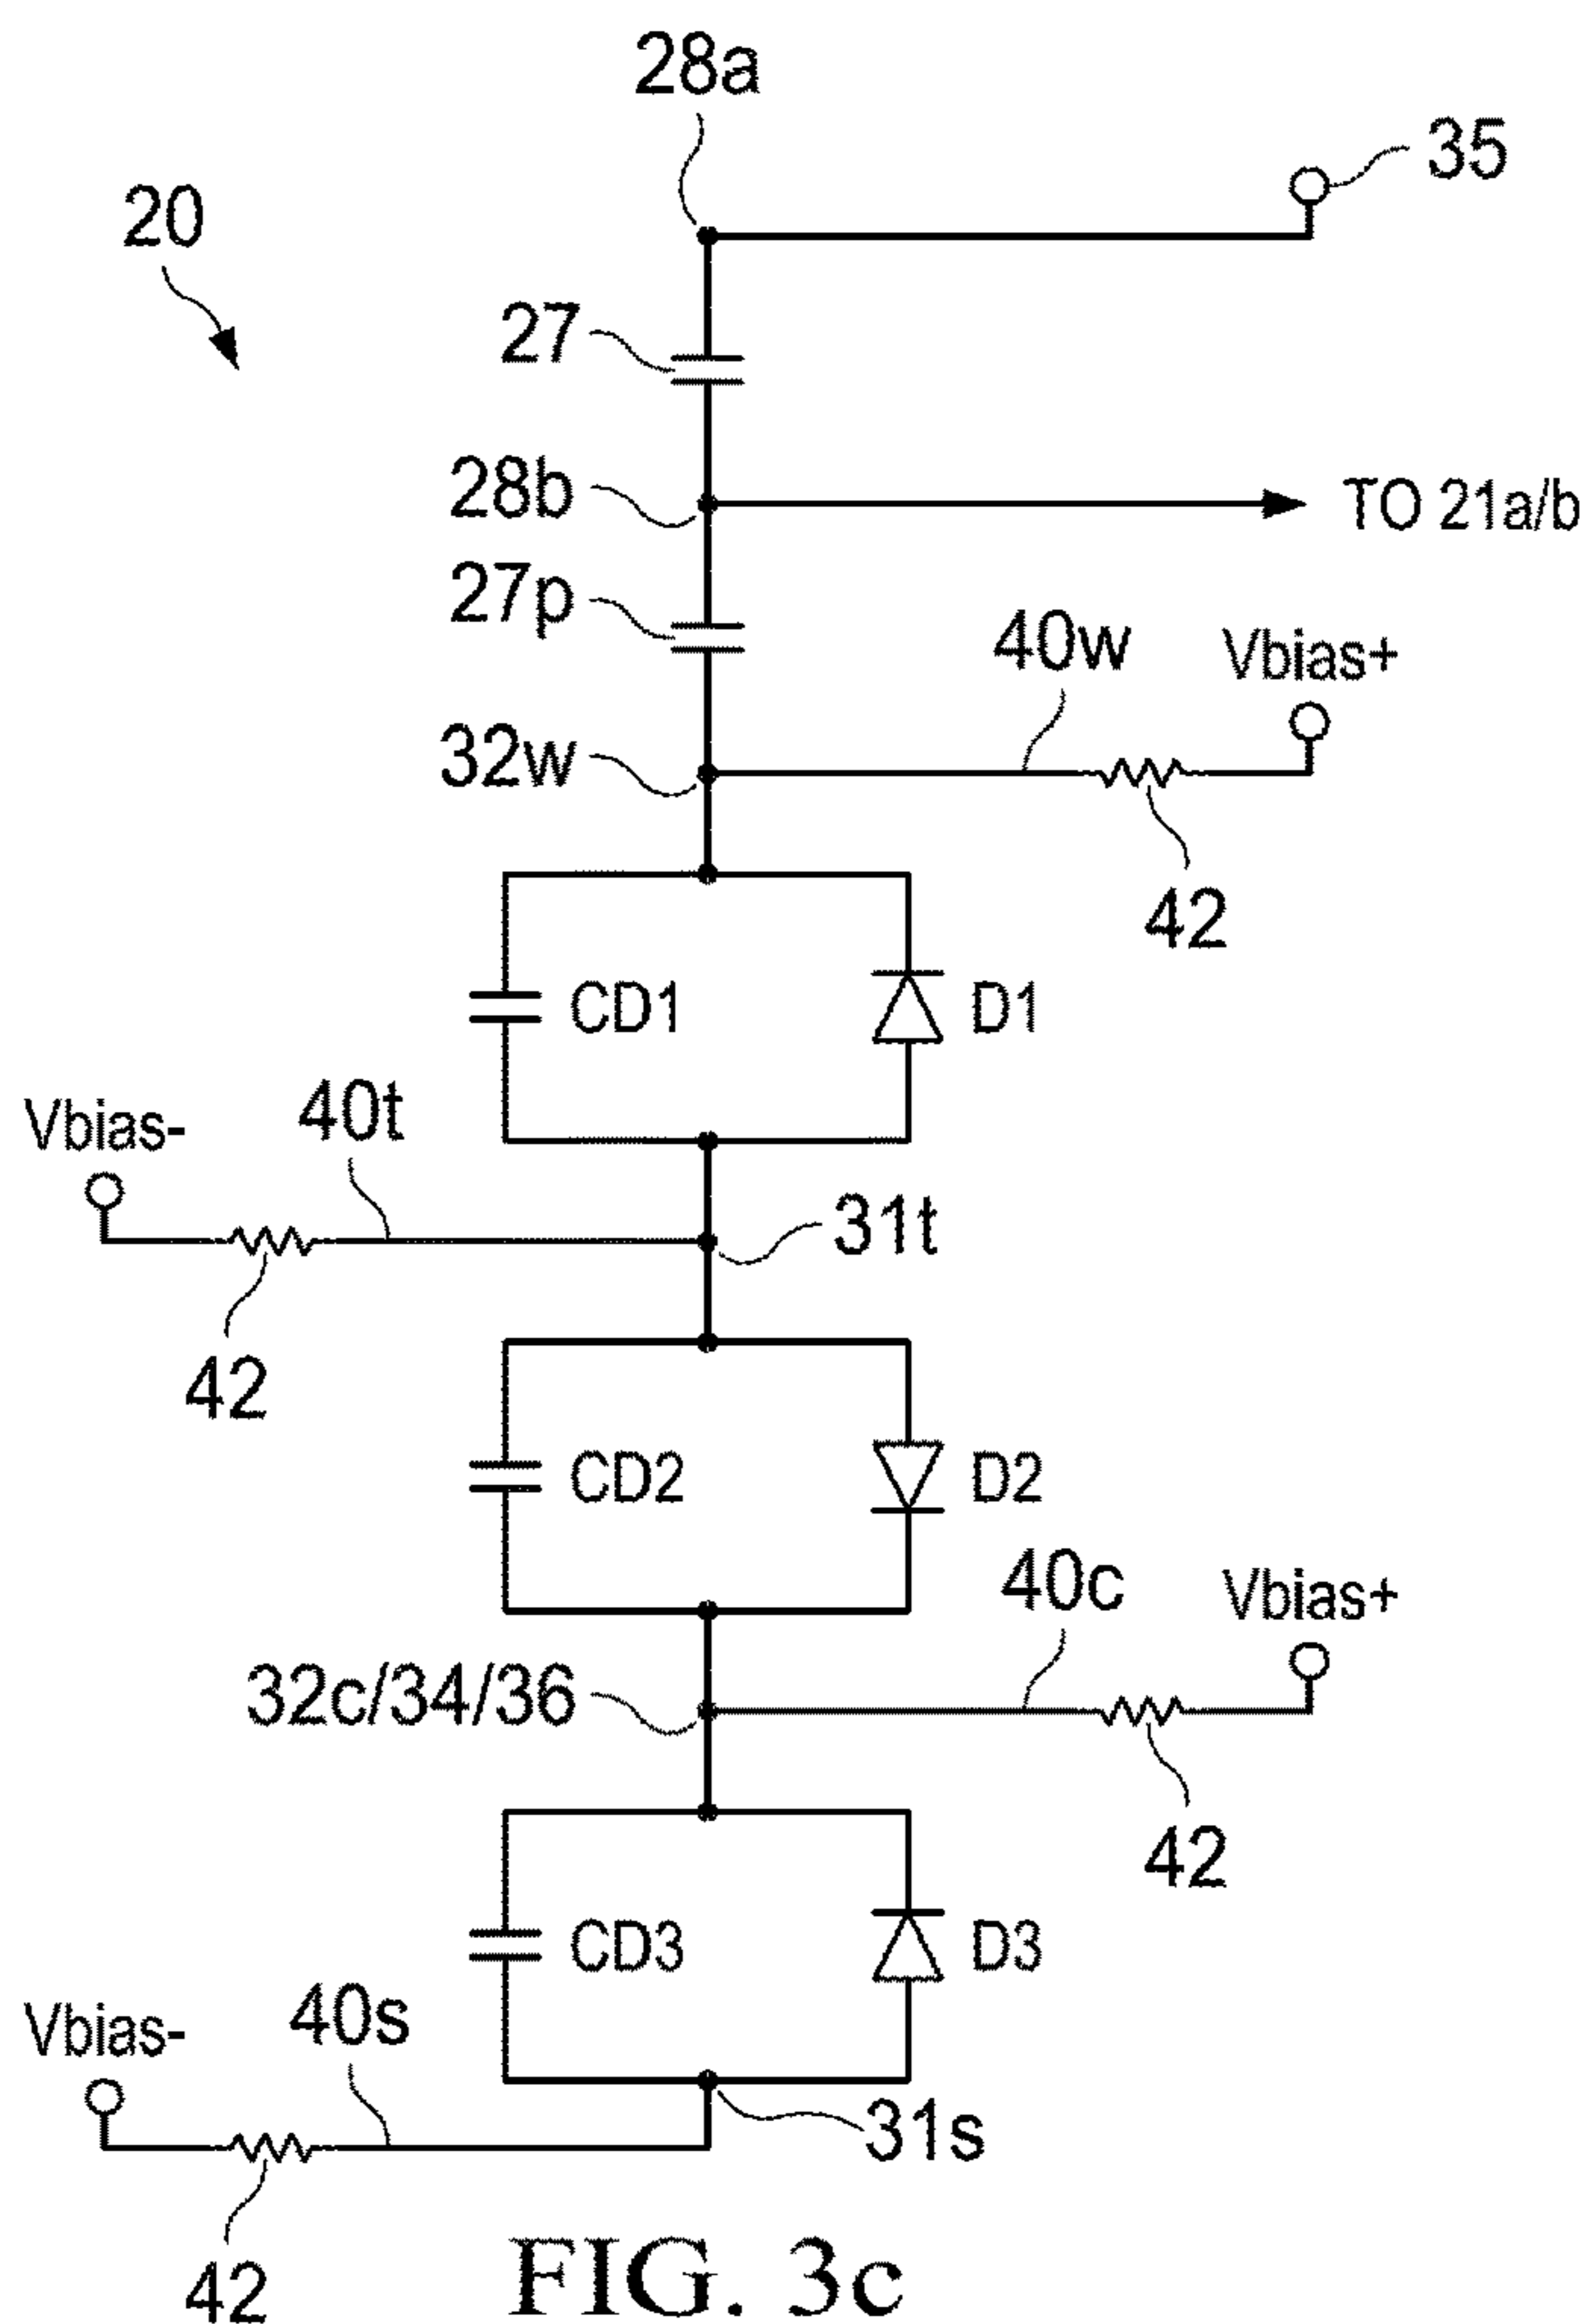 28a
35
20
27
28b
TO 21a/b
27p
40w
Vbias+
32w
42
CD1
D1
Vbias-
40t
31t
42
CD2
D2
40c
Vbias+
32c/34/36
42
CD3
D3
Vbias-
40s
31s
42
FIG. 3c